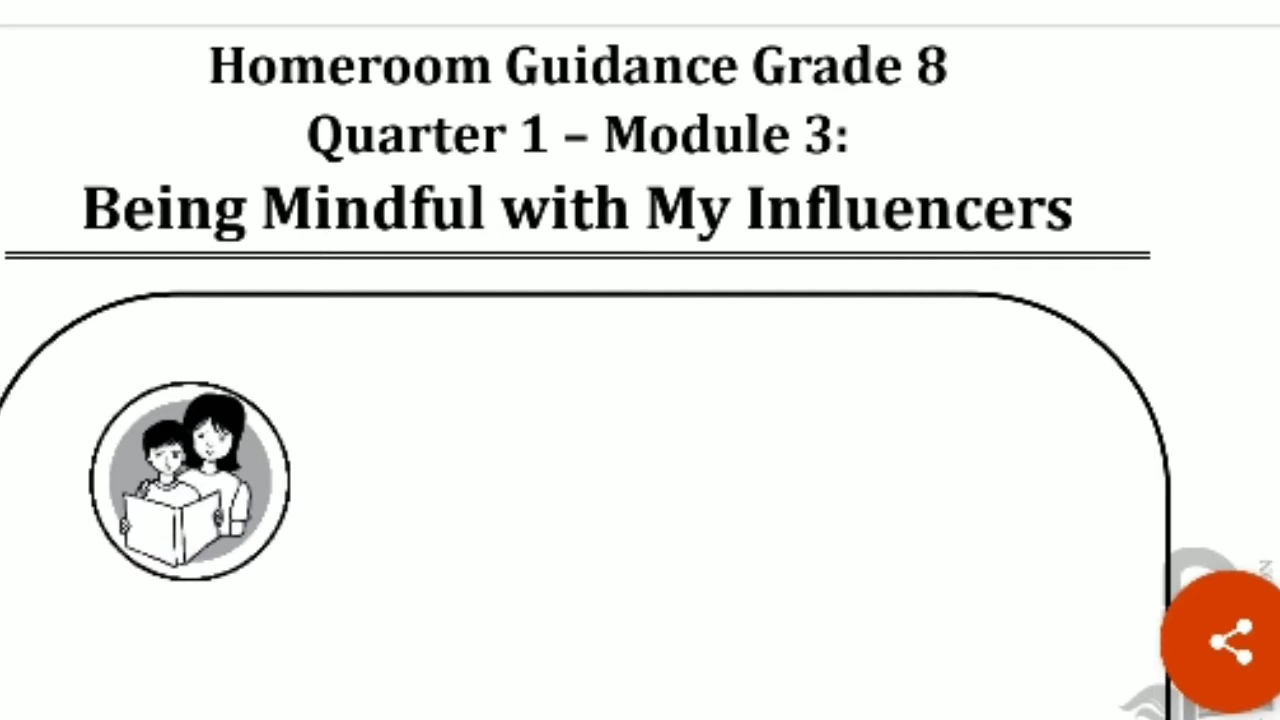 Homeroom Guidance Grade 8
Quarter 1 – Module 3:
Being Mindful with My Influencers